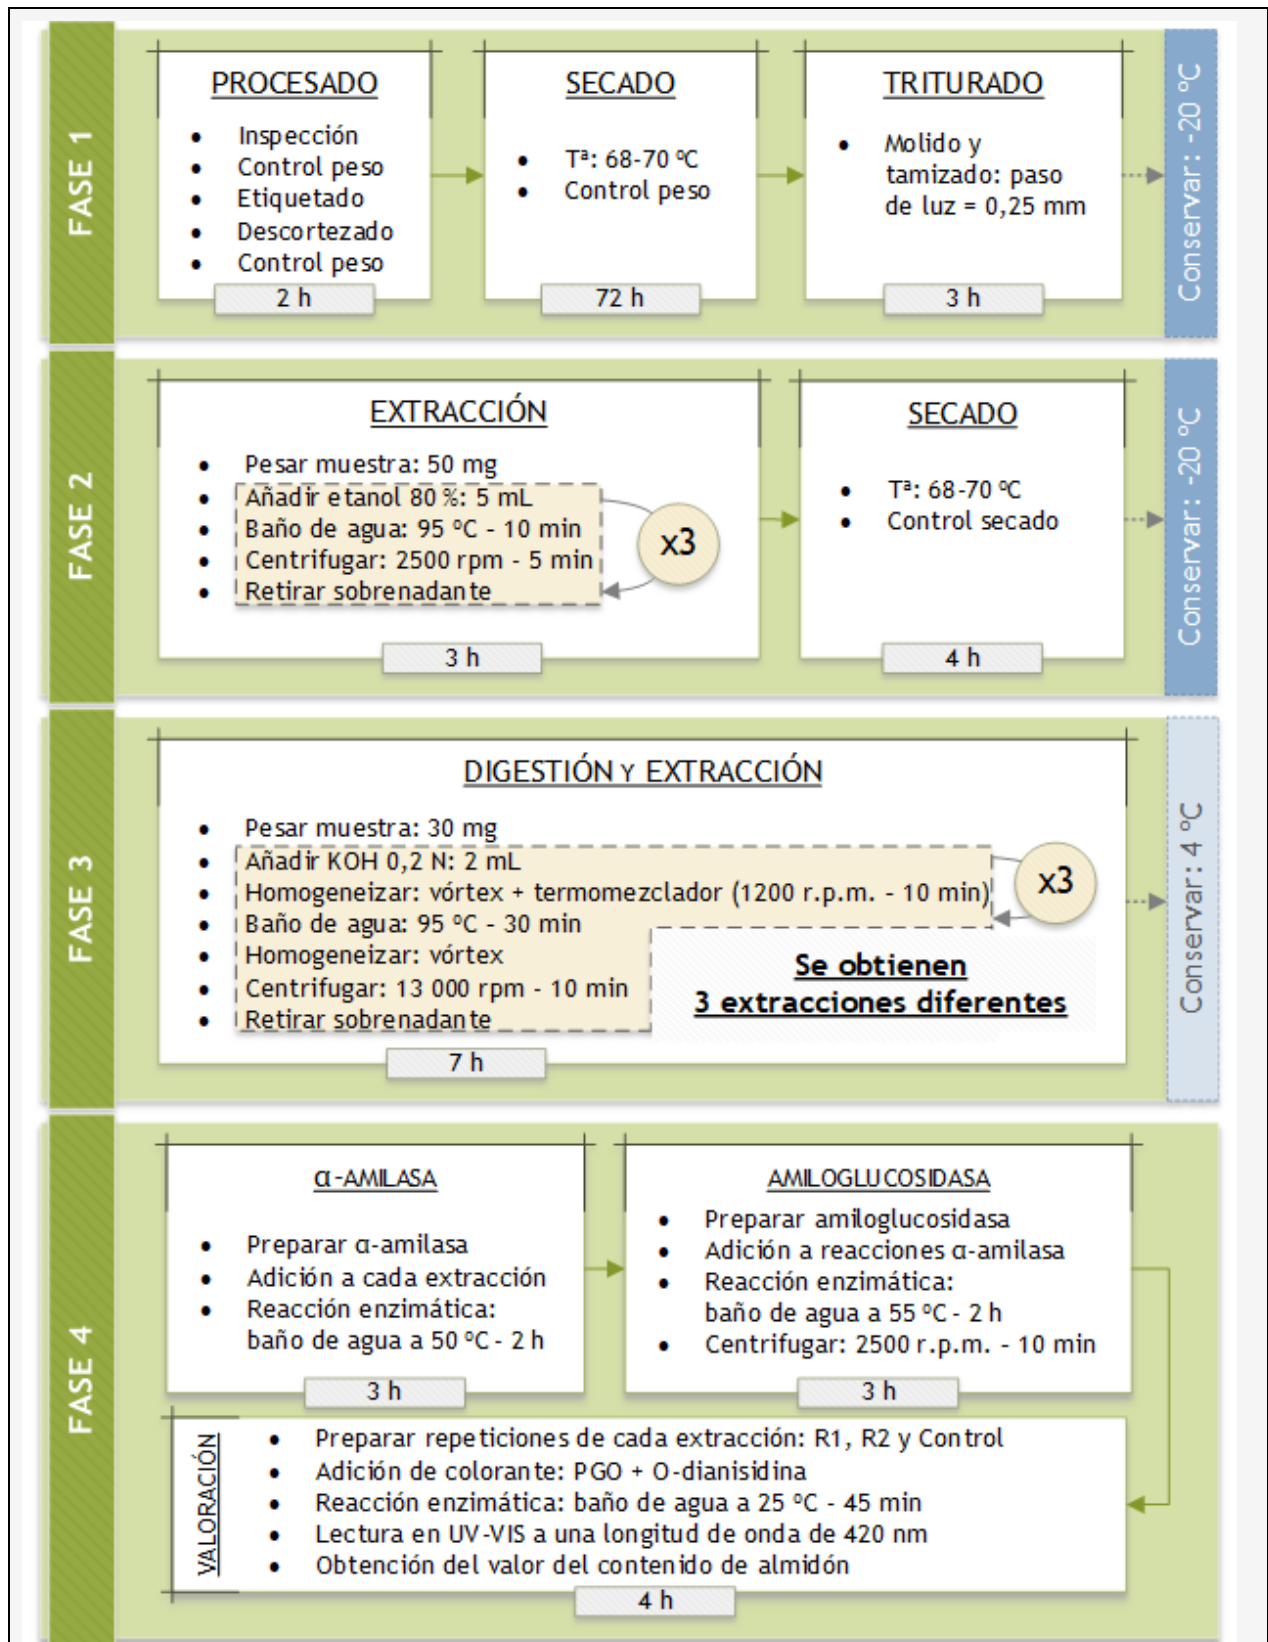 FASE 1
PROCESADO
• Inspección
• Control peso
• Etiquetado
• Descortezado
• Control peso
2 h
SECADO
• Tª: 68-70 ºC
• Control peso
72 h
TRITURADO
• Molido y
tamizado: paso
de luz = 0,25 mm
3 h
Conservar: -20 ºC
FASE 2
EXTRACCIÓN
• Pesar muestra: 50 mg
• Añadir etanol 80 %: 5 mL
• Baño de agua: 95 ºC - 10 min
• Centrifugar: 2500 rpm - 5 min
• Retirar sobrenadante
x3
3 h
SECADO
• Tª: 68-70 ºC
• Control secado
4 h
Conservar: -20 ºC
FASE 3
DIGESTIÓN Y EXTRACCIÓN
• Pesar muestra: 30 mg
• Añadir KOH 0,2 N: 2 mL
• Homogeneizar: vórtex + termomezclador (1200 r.p.m. - 10 min)
• Baño de agua: 95 ºC - 30 min
• Homogeneizar: vórtex
• Centrifugar: 13 000 rpm - 10 min
• Retirar sobrenadante
x3
Se obtienen
3 extracciones diferentes
7 h
Conservar: 4 ºC
FASE 4
α-AMILASA
• Preparar α-amilasa
• Adición a cada extracción
• Reacción enzimática:
baño de agua a 50 ºC - 2 h
3 h
AMILOGLUCOSIDASA
• Preparar amiloglucosidasa
• Adición a reacciones α-amilasa
• Reacción enzimática:
baño de agua a 55 ºC - 2 h
• Centrifugar: 2500 r.p.m. - 10 min
3 h
VALORACIÓN
• Preparar repeticiones de cada extracción: R1, R2 y Control
• Adición de colorante: PGO + O-dianisidina
• Reacción enzimática: baño de agua a 25 ºC - 45 min
• Lectura en UV-VIS a una longitud de onda de 420 nm
• Obtención del valor del contenido de almidón
4 h